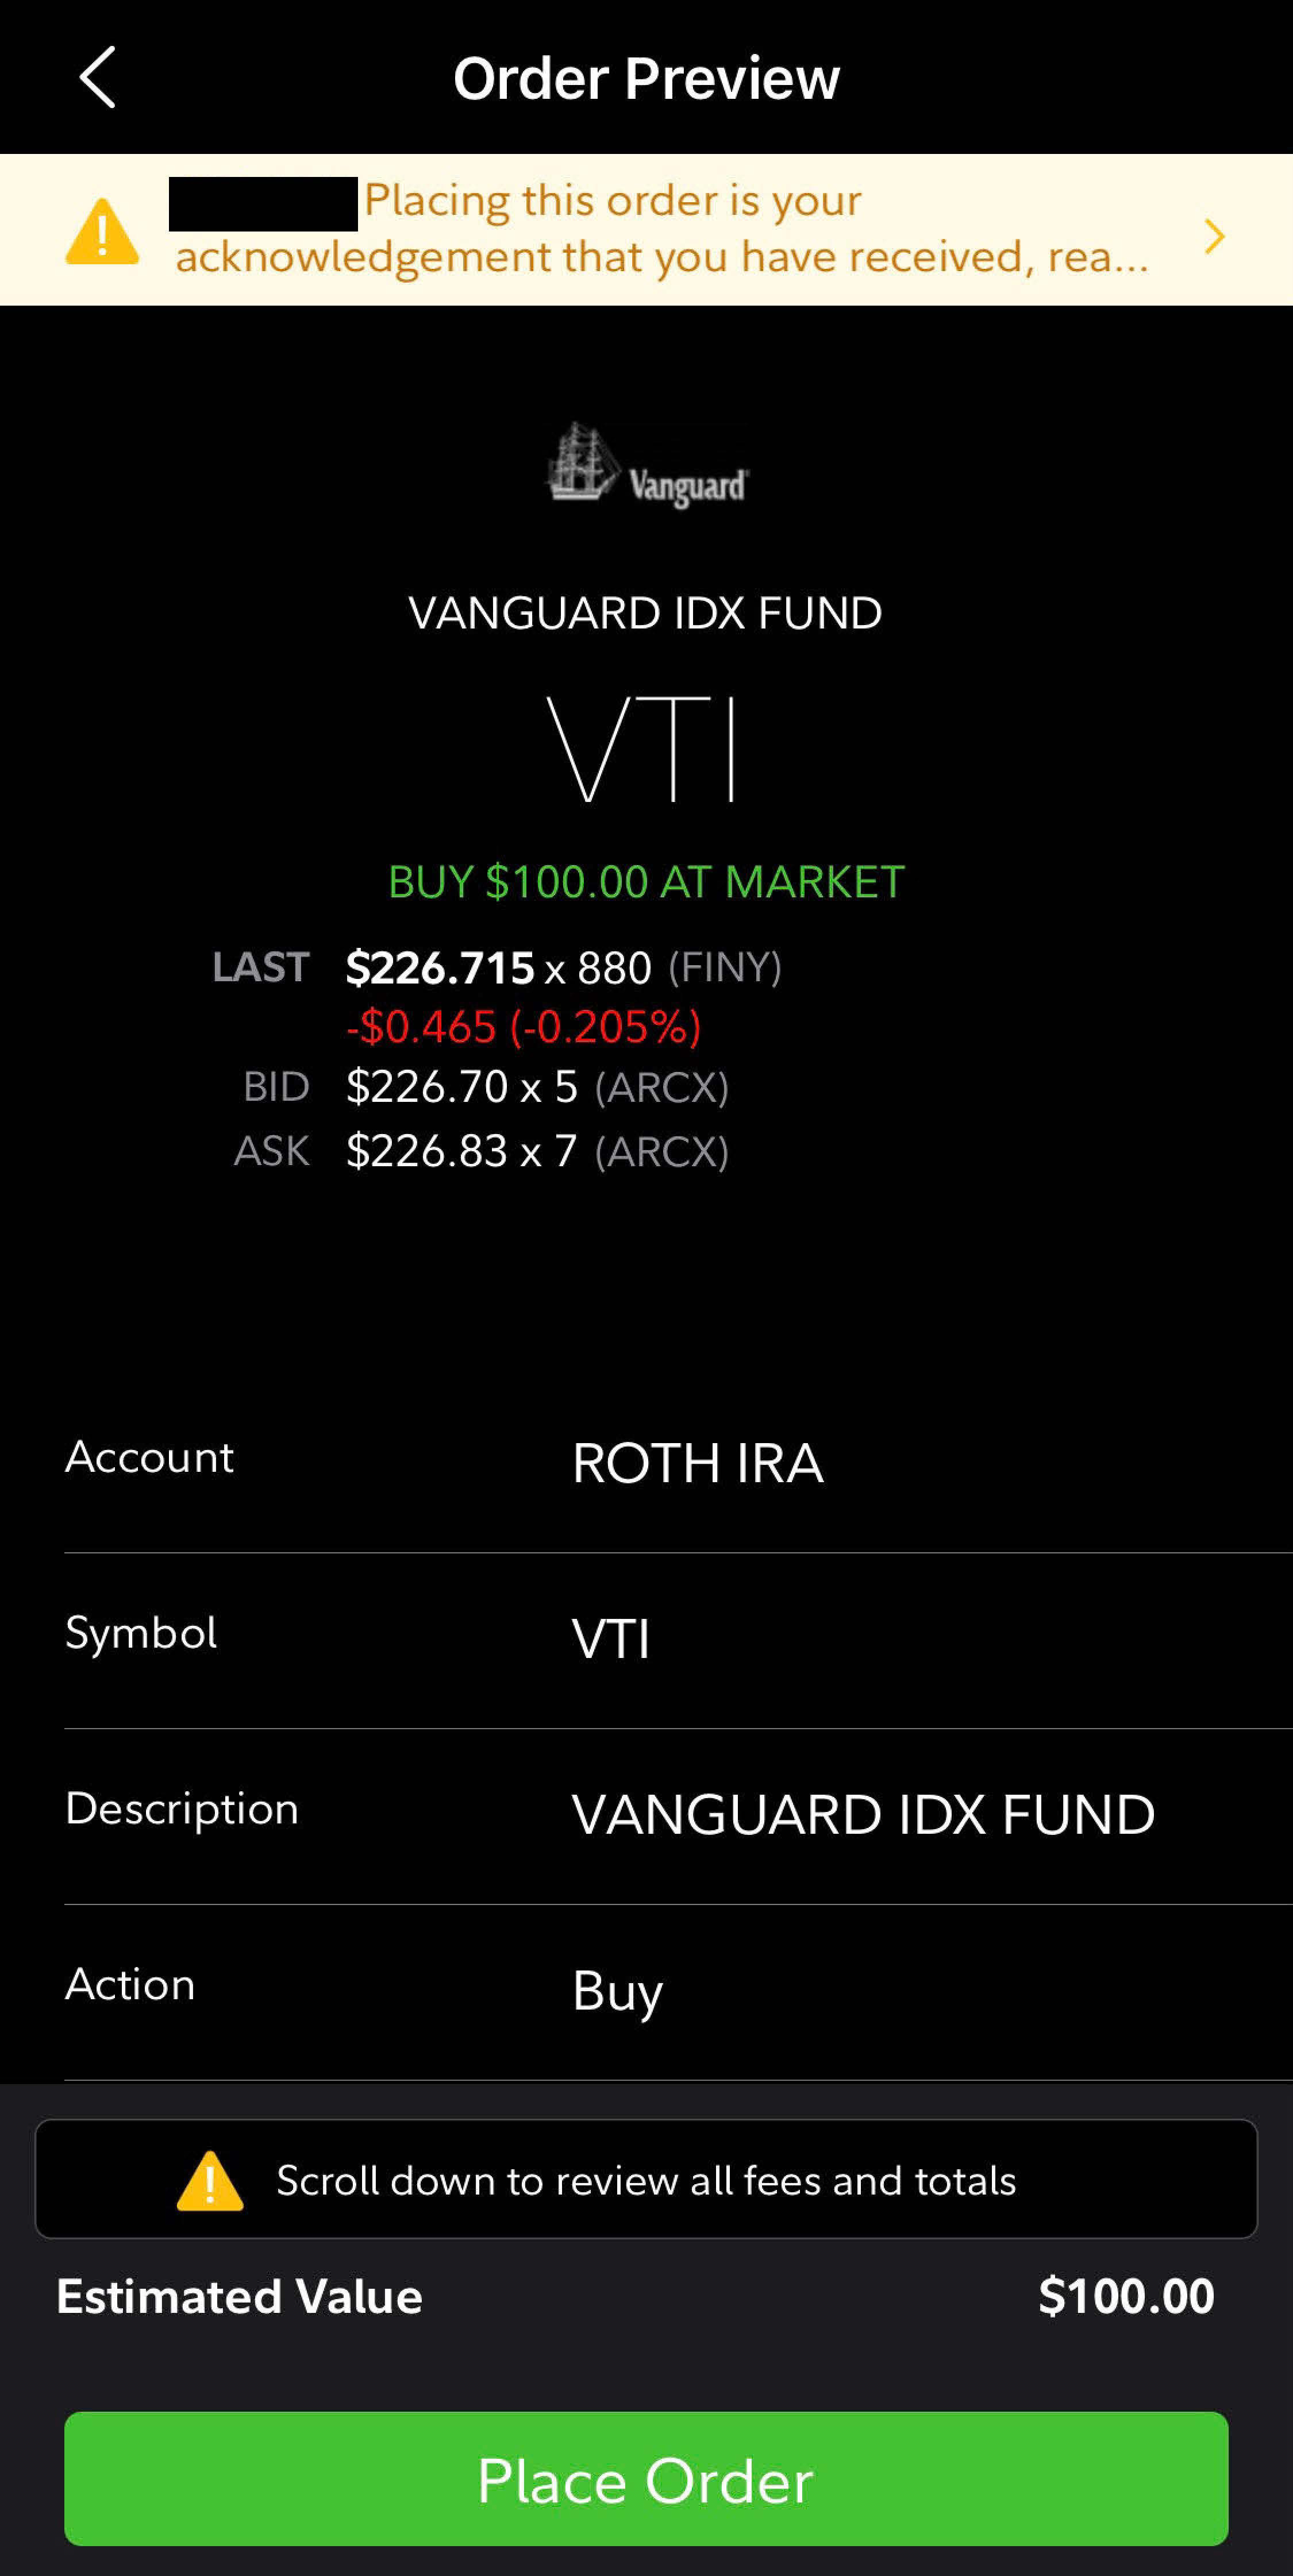 Order Preview
Placing this order is your
acknowledgement that you have received, rea...
Vanguard
VANGUARD IDX FUND
VTI
BUY $100.00 AT MARKET
LAST $226.715 x 880 (FINY)
-$0.465 (-0.205%)
BID $226.70 x 5 (ARCX)
ASK $226.83 x 7 (ARCX)
Account ROTH IRA
Symbol VTI
Description VANGUARD IDX FUND
Action Buy
Scroll down to review all fees and totals
Estimated Value $100.00
Place Order